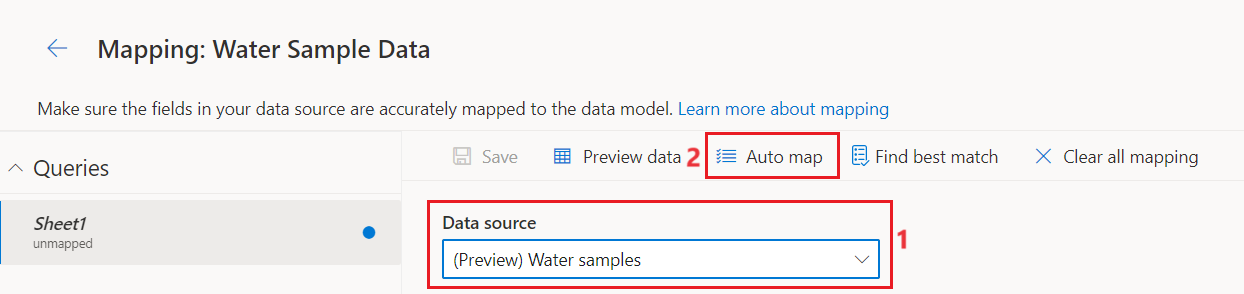 Mapping: Water Sample Data
Make sure the fields in your data source are accurately mapped to the data model. Learn more about mapping
Queries
Save Preview data 2 Auto map Find best match Clear all mapping
Sheet1
unmapped
Data source
(Preview) Water samples
1